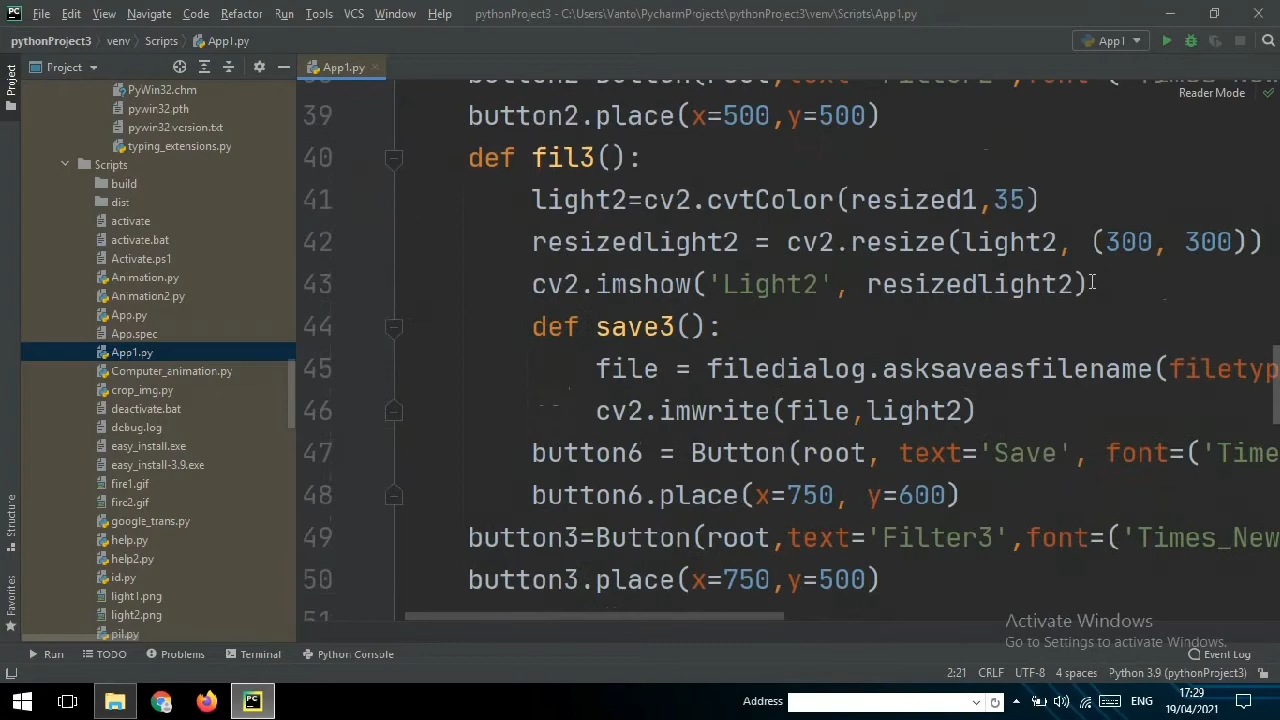 File Edit View Navigate Code Refactor Run Tools VCS Window Help pythonProject3 - C:\Users\Vanto\PycharmProjects\pythonProject3\venv\Scripts\App1.py
pythonProject3 venv Scripts App1.py App1
Project App1.py
Reader Mode
Project
PyWin32.chm
pywin32.pth
pywin32.version.txt
typing_extensions.py
Scripts
build
dist
activate
activate.bat
Activate.ps1
Animation.py
Animation2.py
App.py
App.spec
App1.py
Computer_animation.py
crop_img.py
deactivate.bat
debug.log
easy_install.exe
easy_install-3.9.exe
fire1.gif
fire2.gif
google_trans.py
help.py
help2.py
id.py
light1.png
light2.png
pil.py
39 button2.place(x=500,y=500)
40 def fil3():
41 light2=cv2.cvtColor(resized1,35)
42 resizedlight2 = cv2.resize(light2, (300, 300))
43 cv2.imshow('Light2', resizedlight2)
44 def save3():
45 file = filedialog.asksaveasfilename(filetyp
46 cv2.imwrite(file,light2)
47 button6 = Button(root, text='Save', font=('Time
48 button6.place(x=750, y=600)
49 button3=Button(root,text='Filter3',font=('Times_New
50 button3.place(x=750,y=500)
51
Structure
Favorites
Activate Windows
Go to Settings to activate Windows.
Run TODO Problems Terminal Python Console Event Log
2:21 CRLF UTF-8 4 spaces Python 3.9 (pythonProject3)
Address ENG 17:29
19/04/2021